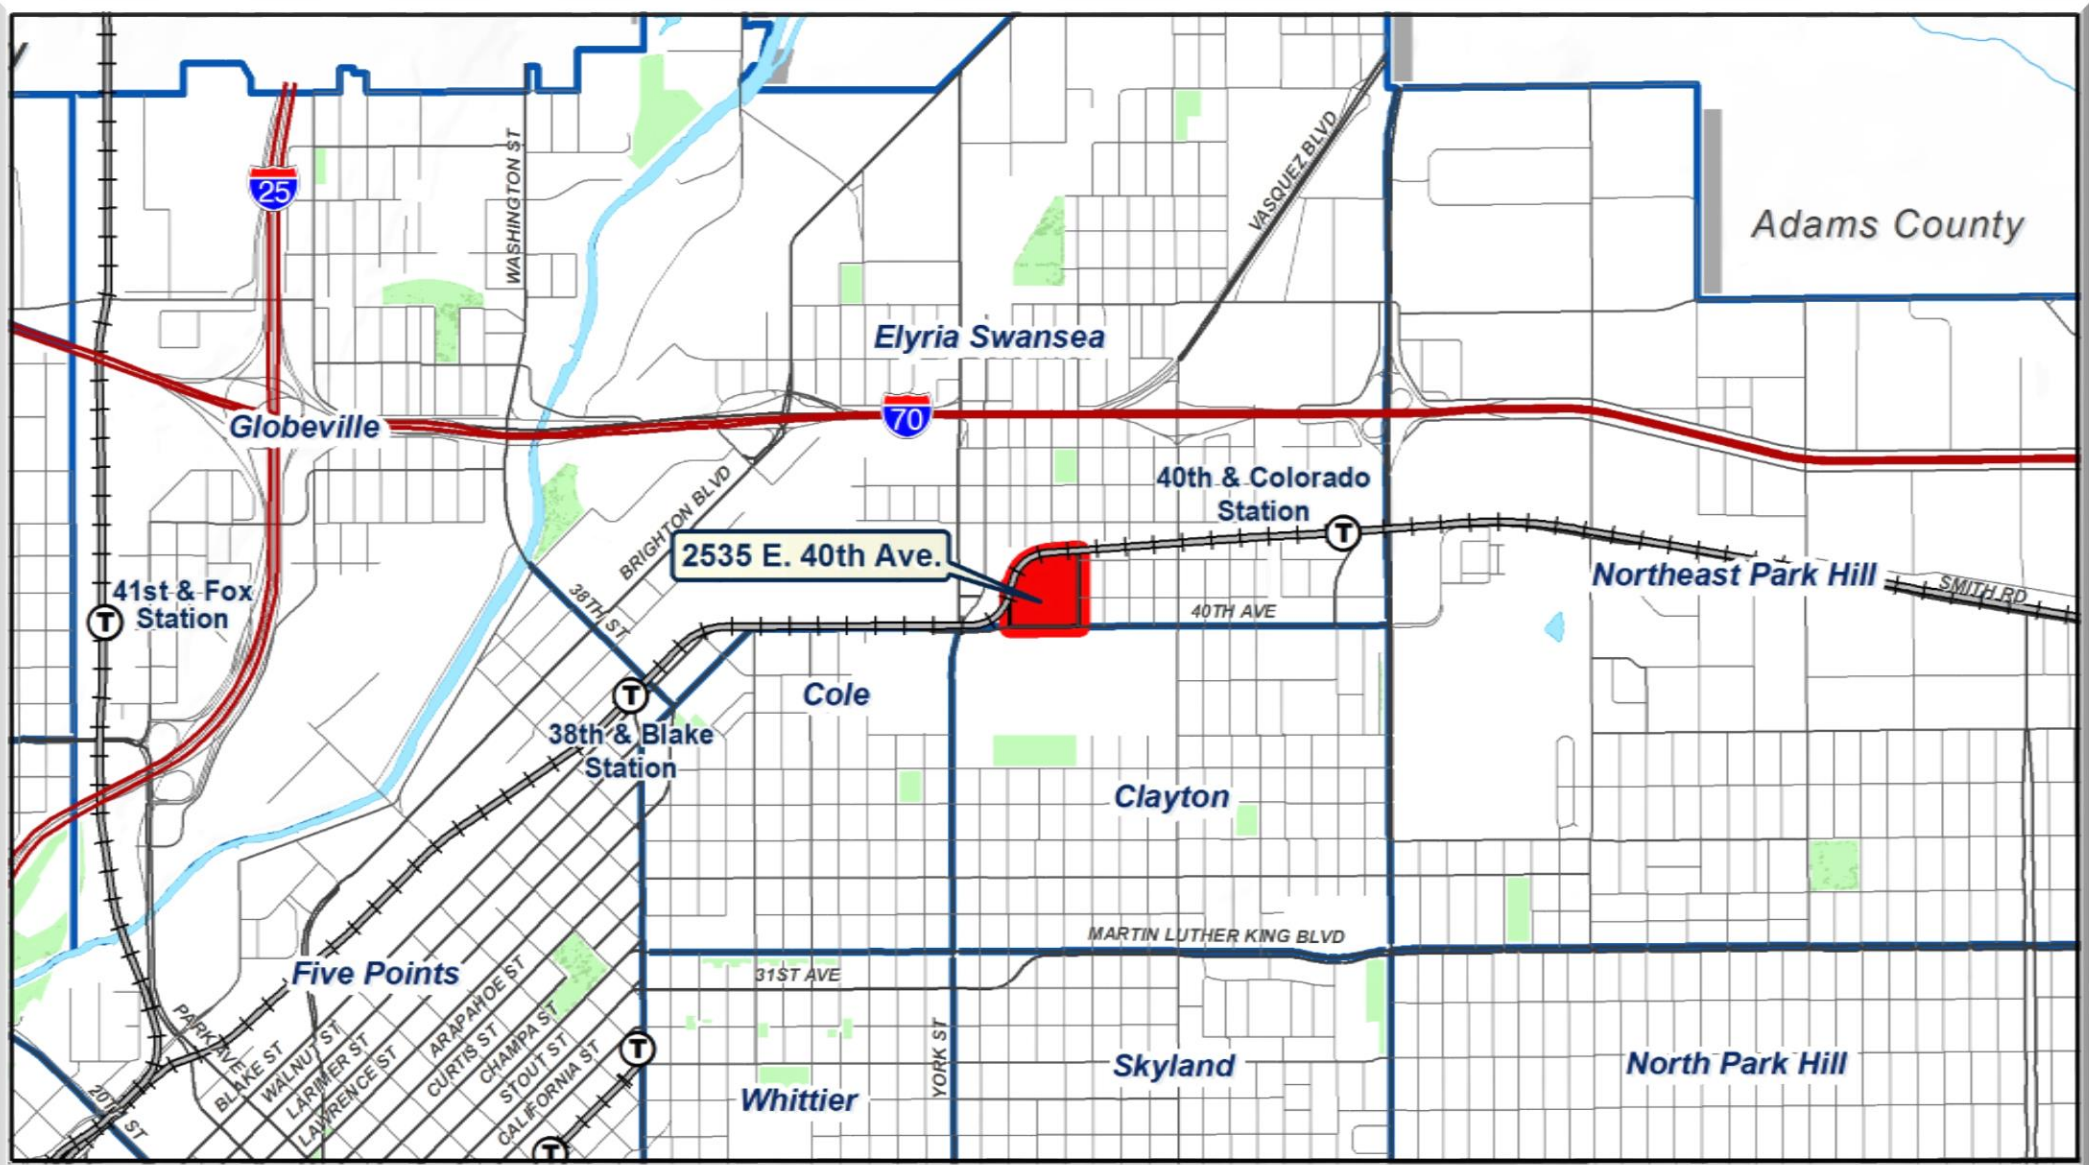 25
WASHINGTON ST
VASQUEZ BLVD
Adams County
Elyria Swansea
70
Globeville
BRIGHTON BLVD
40th & Colorado
Station
T
2535 E. 40th Ave.
Northeast Park Hill
SMITH RD
41st & Fox
Station
T
38TH ST
40TH AVE
T
38th & Blake
Station
Cole
Clayton
MARTIN LUTHER KING BLVD
31ST AVE
Five Points
ARAPAHOE ST
CURTIS ST
CHAMPA ST
STOUT ST
CALIFORNIA ST
PARK AVE
BLAKE ST
WALNUT ST
LARIMER ST
LAWRENCE ST
20TH ST
T
T
YORK ST
Whittier
Skyland
North Park Hill